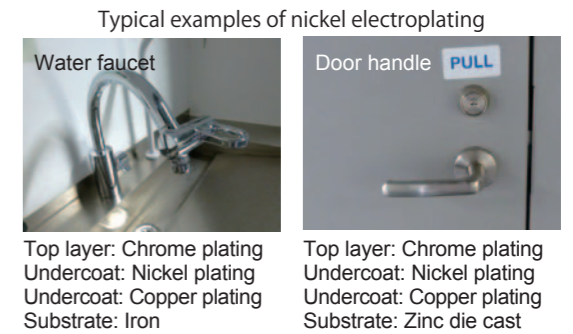 Typical examples of nickel electroplating
Water faucet
Door handle
PULL
Top layer: Chrome plating
Undercoat: Nickel plating
Undercoat: Copper plating
Substrate: Iron
Top layer: Chrome plating
Undercoat: Nickel plating
Undercoat: Copper plating
Substrate: Zinc die cast